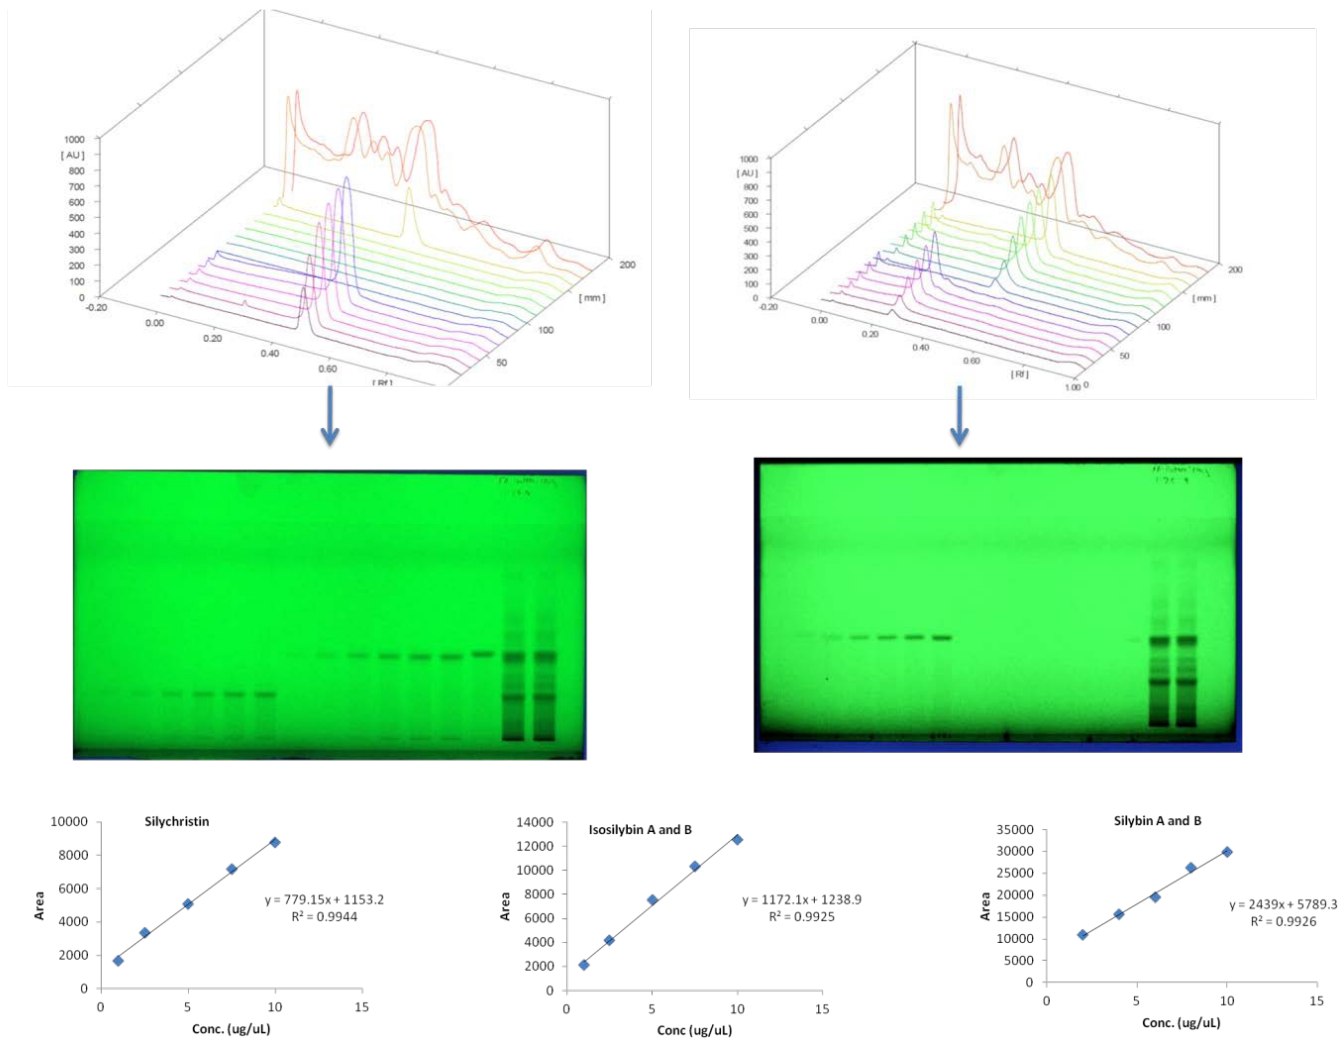 1000
[ AU ]
800
700
600
500
400
300
200
100
0
-0.20
0.00
0.20
0.40
0.60
[ Rf ]
50
100
[ mm ]
200
1000
[ AU ]
800
700
600
500
400
300
200
100
0
-0.20
0.00
0.20
0.40
0.60
[ Rf ]
1.00
0
50
100
[ mm ]
200
Silychristin
10000
8000
6000
4000
2000
0
Area
y = 779.15x + 1153.2
R² = 0.9944
0 5 10 15
Conc. (ug/uL)
Isosilybin A and B
14000
12000
10000
8000
6000
4000
2000
0
Area
y = 1172.1x + 1238.9
R² = 0.9925
0 5 10 15
Conc (ug/uL)
Silybin A and B
35000
30000
25000
20000
15000
10000
5000
0
Area
y = 2439x + 5789.3
R² = 0.9926
0 5 10 15
Conc. (ug/uL)